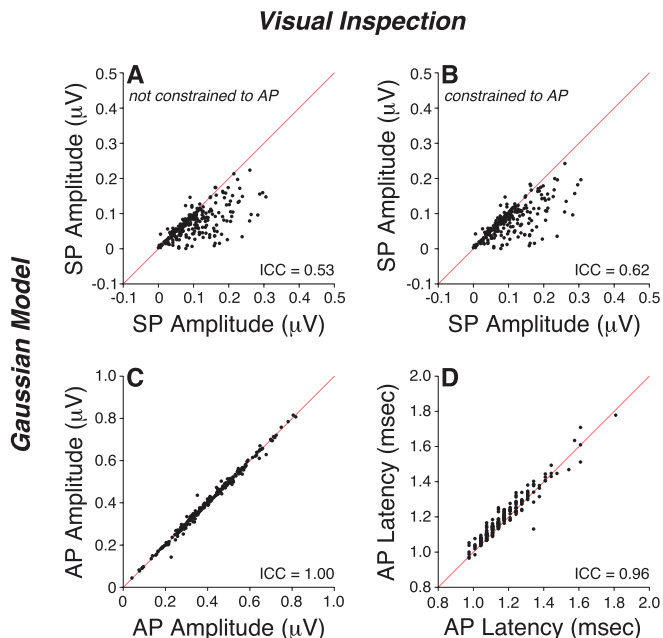 Visual Inspection
Gaussian Model
A
not constrained to AP
SP Amplitude (μV)
0.5
0.4
0.3
0.2
0.1
0
-0.1
ICC = 0.53
-0.1 0 0.1 0.2 0.3 0.4 0.5
SP Amplitude (μV)
B
constrained to AP
SP Amplitude (μV)
0.5
0.4
0.3
0.2
0.1
0
-0.1
ICC = 0.62
-0.1 0 0.1 0.2 0.3 0.4 0.5
SP Amplitude (μV)
C
AP Amplitude (μV)
1.0
0.8
0.6
0.4
0.2
0
ICC = 1.00
0 0.2 0.4 0.6 0.8 1.0
AP Amplitude (μV)
D
AP Latency (msec)
2.0
1.8
1.6
1.4
1.2
1.0
0.8
ICC = 0.96
0.8 1.0 1.2 1.4 1.6 1.8 2.0
AP Latency (msec)